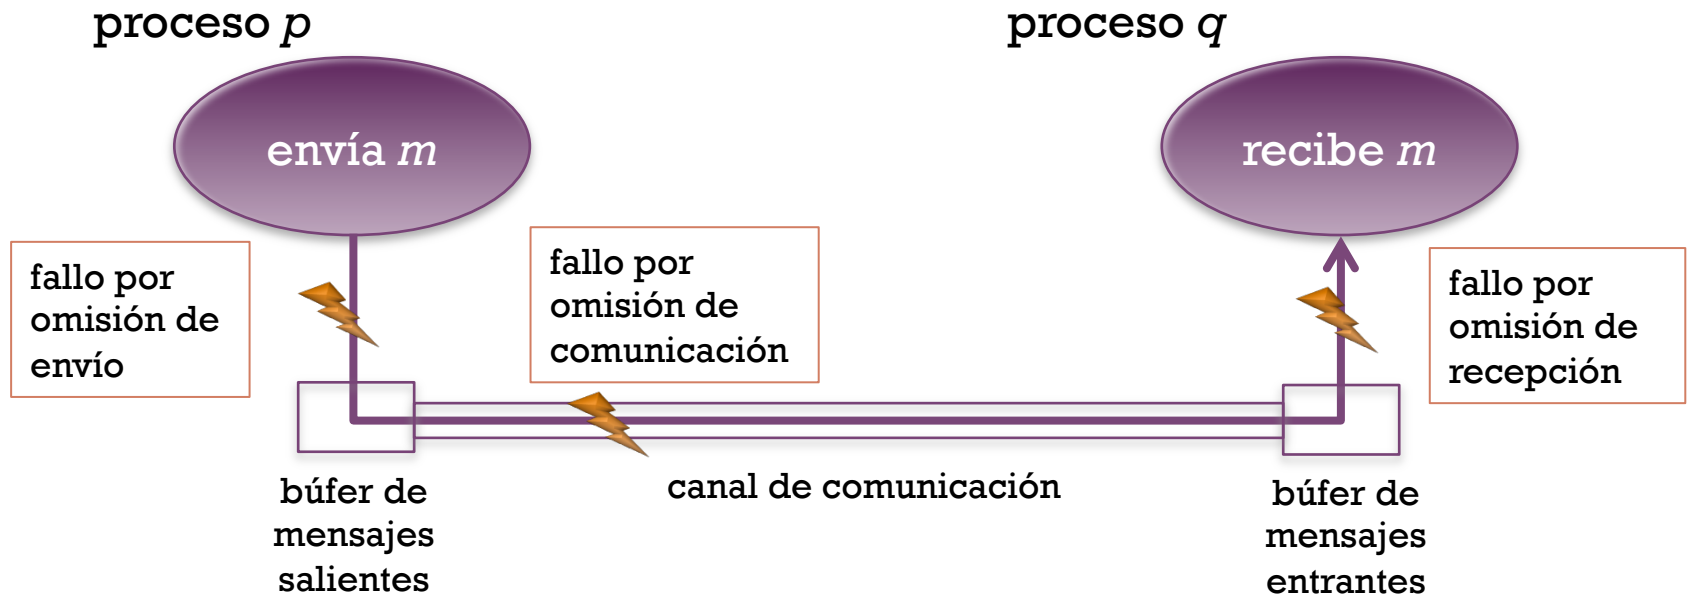 proceso p
proceso q
envía m
recibe m
fallo por
omisión de
envío
fallo por
omisión de
comunicación
fallo por
omisión de
recepción
búfer de
mensajes
salientes
canal de comunicación
búfer de
mensajes
entrantes